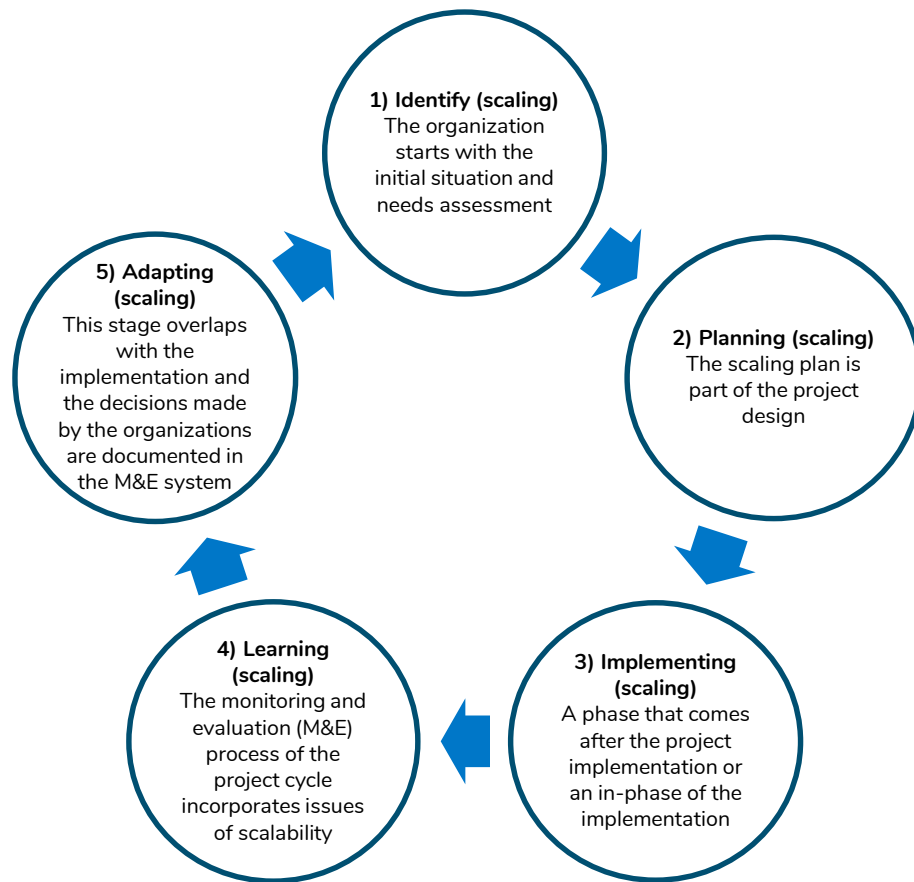 1) Identify (scaling)
The organization
starts with the
initial situation and
needs assessment
2) Planning (scaling)
The scaling plan is
part of the project
design
3) Implementing
(scaling)
A phase that comes
after the project
implementation or
an in-phase of the
implementation
4) Learning
(scaling)
The monitoring and
evaluation (M&E)
process of the
project cycle
incorporates issues
of scalability
5) Adapting
(scaling)
This stage overlaps
with the
implementation and
the decisions made
by the organizations
are documented in
the M&E system